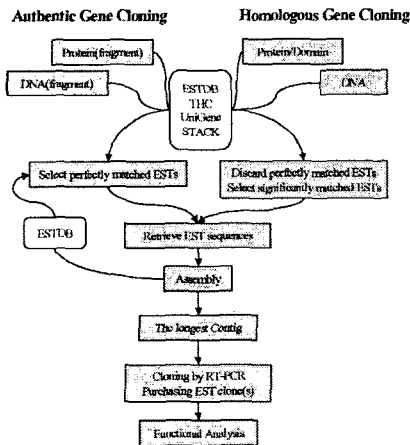 Authentic Gene Cloning
Homologous Gene Cloning
Protein(fragment)
Protein/Domain
DNA(fragment)
DNA
ESTDB
THC
UniGene
STACK
Select perfectly matched ESTs
Discard perfectly matched ESTs
Select significantly matched ESTs
ESTDB
Retrieve EST sequences
Assembly
The longest Contig
Cloning by RT-PCR
Purchasing EST clone(s)
Functional Analysis